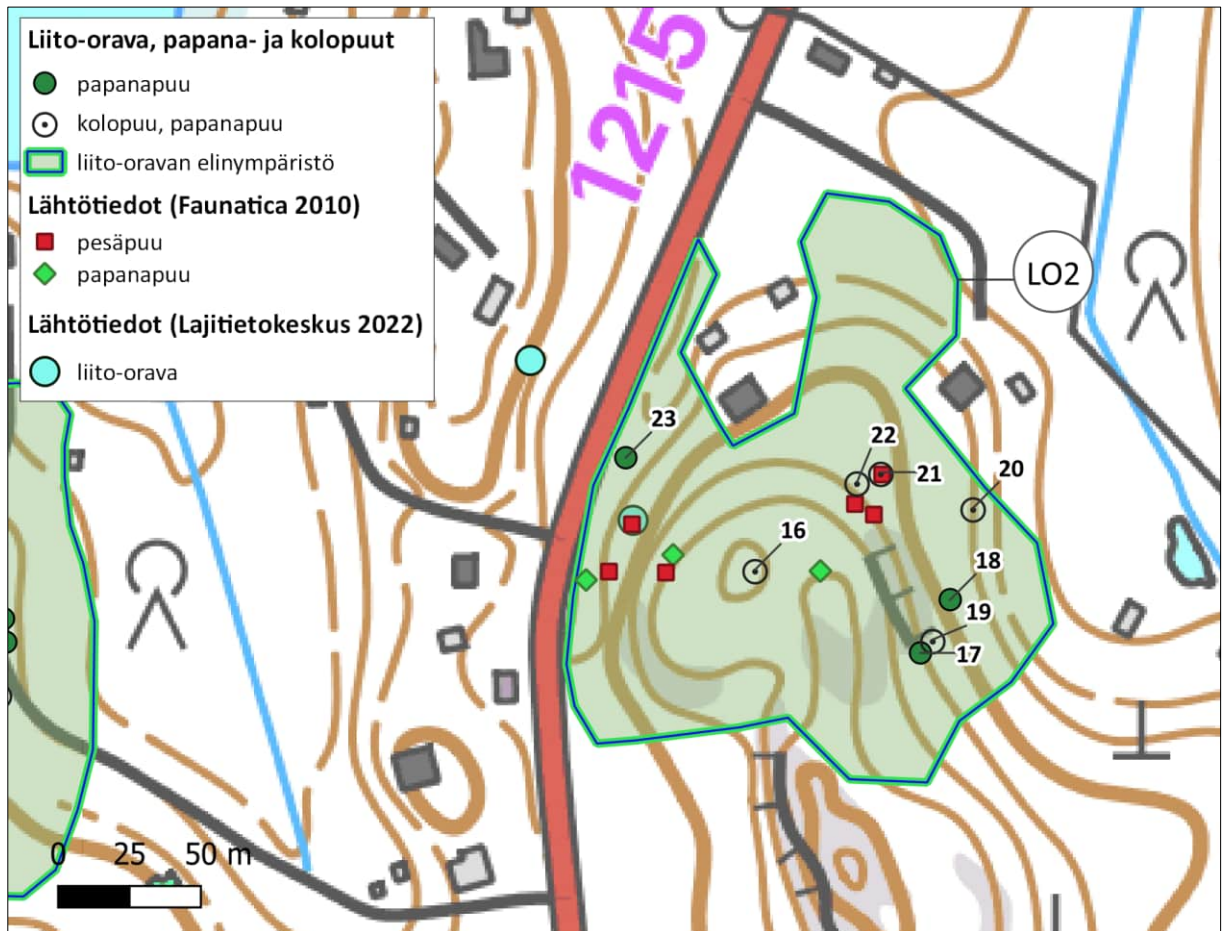 Liito-orava, papana- ja kolopuut
papanapuu
kolopuu, papanapuu
liito-oravan elinympäristö
Lähtötiedot (Faunatica 2010)
pesäpuu
papanapuu
Lähtötiedot (Lajitietokeskus 2022)
liito-orava
1215
LO2
23
22
21
20
16
18
19
17
0 25 50 m